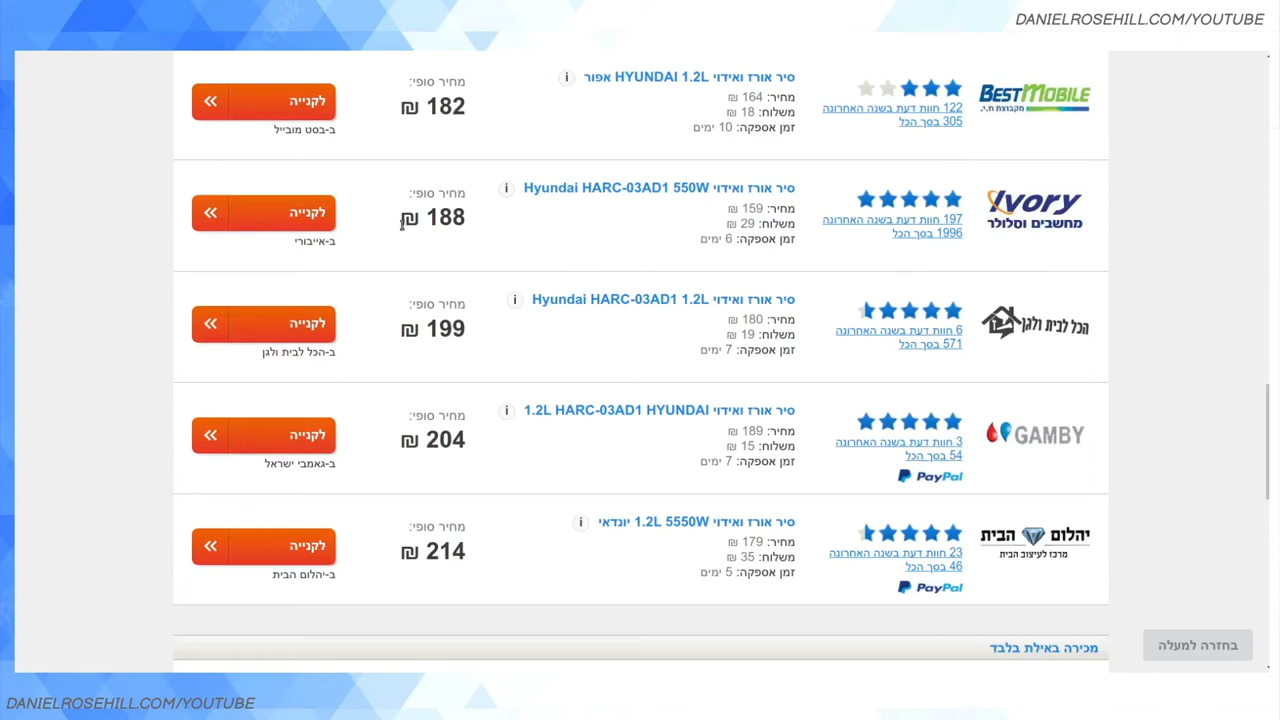 DANIELROSEHILL.COM/YOUTUBE
BESTMOBILE
מקבוצת ח.י.
122 חוות דעת בשנה האחרונה
305 בסך הכל
סיר אורז ואידוי HYUNDAI 1.2L אפור
מחיר: 164 ₪
משלוח: 18 ₪
זמן אספקה: 10 ימים
מחיר סופי:
182 ₪
לקנייה
ב-בסט מובייל
Ivory
מחשבים וסלולר
197 חוות דעת בשנה האחרונה
1996 בסך הכל
סיר אורז ואידוי Hyundai HARC-03AD1 550W
מחיר: 159 ₪
משלוח: 29 ₪
זמן אספקה: 6 ימים
מחיר סופי:
188 ₪
לקנייה
ב-אייבורי
הכל לבית ולגן
6 חוות דעת בשנה האחרונה
571 בסך הכל
סיר אורז ואידוי Hyundai HARC-03AD1 1.2L
מחיר: 180 ₪
משלוח: 19 ₪
זמן אספקה: 7 ימים
מחיר סופי:
199 ₪
לקנייה
ב-הכל לבית ולגן
GAMBY
3 חוות דעת בשנה האחרונה
54 בסך הכל
PayPal
סיר אורז ואידוי 1.2L HARC-03AD1 HYUNDAI
מחיר: 189 ₪
משלוח: 15 ₪
זמן אספקה: 7 ימים
מחיר סופי:
204 ₪
לקנייה
ב-גאמבי ישראל
יהלום הבית
מרכז לעיצוב הבית
23 חוות דעת בשנה האחרונה
46 בסך הכל
PayPal
סיר אורז ואידוי 1.2L 5550W יונדאי
מחיר: 179 ₪
משלוח: 35 ₪
זמן אספקה: 5 ימים
מחיר סופי:
214 ₪
לקנייה
ב-יהלום הבית
מכירה באילת בלבד
בחזרה למעלה
DANIELROSEHILL.COM/YOUTUBE